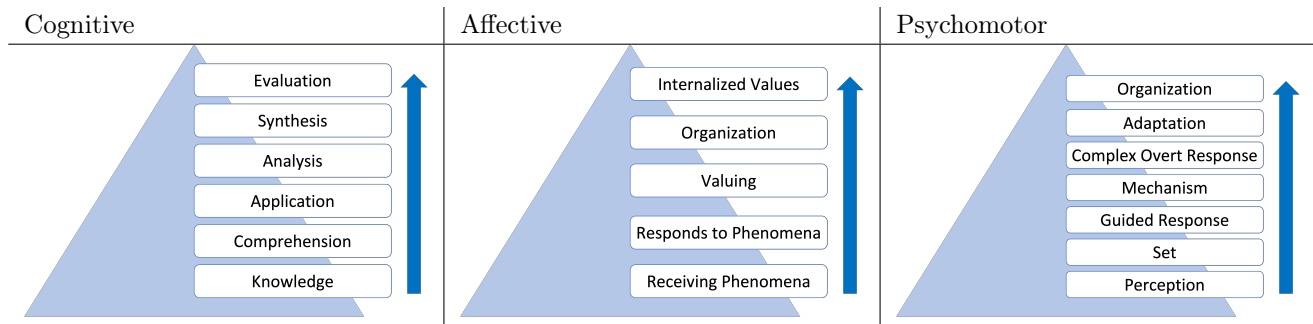 Cognitive
Evaluation
Synthesis
Analysis
Application
Comprehension
Knowledge
Affective
Internalized Values
Organization
Valuing
Responds to Phenomena
Receiving Phenomena
Psychomotor
Organization
Adaptation
Complex Overt Response
Mechanism
Guided Response
Set
Perception